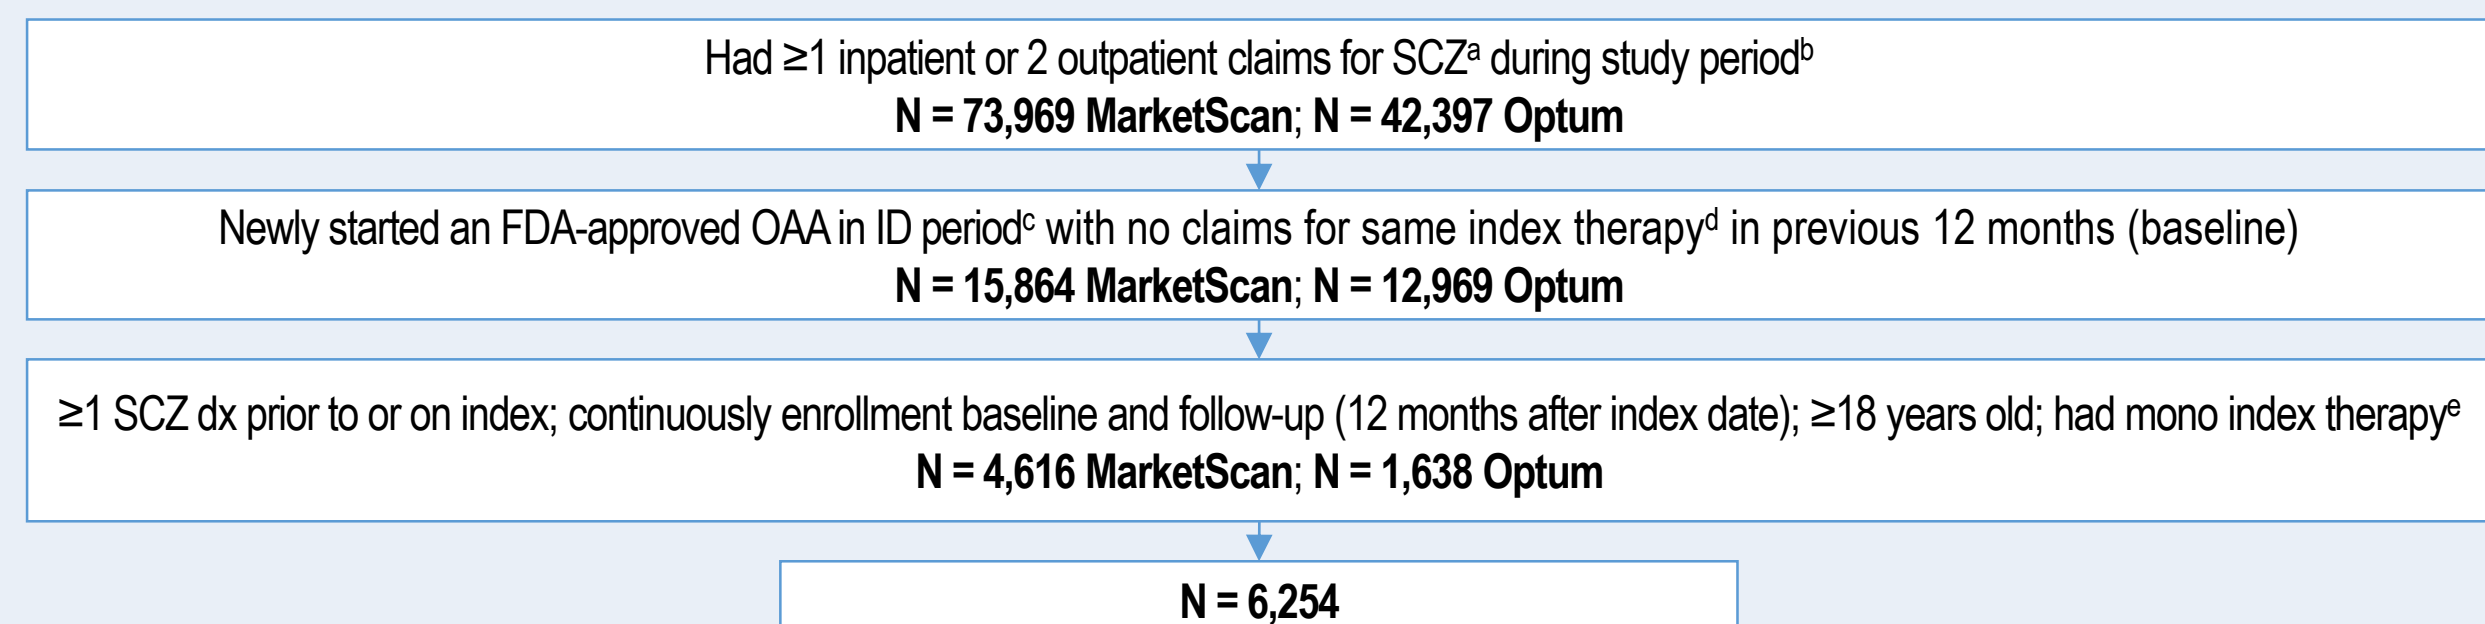 Had ≥1 inpatient or 2 outpatient claims for SCZᵃ during study periodᵇ
N = 73,969 MarketScan; N = 42,397 Optum
Newly started an FDA-approved OAA in ID periodᶜ with no claims for same index therapyᵈ in previous 12 months (baseline)
N = 15,864 MarketScan; N = 12,969 Optum
≥1 SCZ dx prior to or on index; continuously enrollment baseline and follow-up (12 months after index date); ≥18 years old; had mono index therapyᵉ
N = 4,616 MarketScan; N = 1,638 Optum
N = 6,254